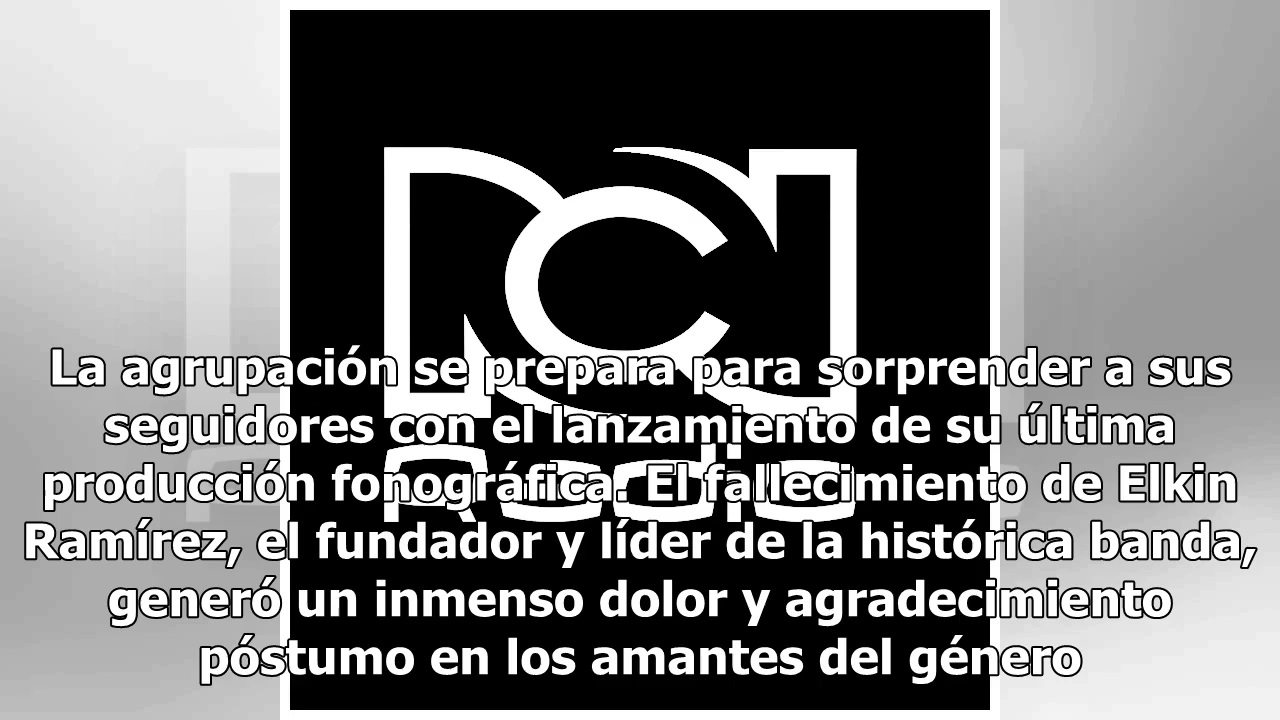 RCN
Radio
La agrupación se prepara para sorprender a sus
seguidores con el lanzamiento de su última
producción fonográfica. El fallecimiento de Elkin
Ramírez, el fundador y líder de la histórica banda,
generó un inmenso dolor y agradecimiento
póstumo en los amantes del género